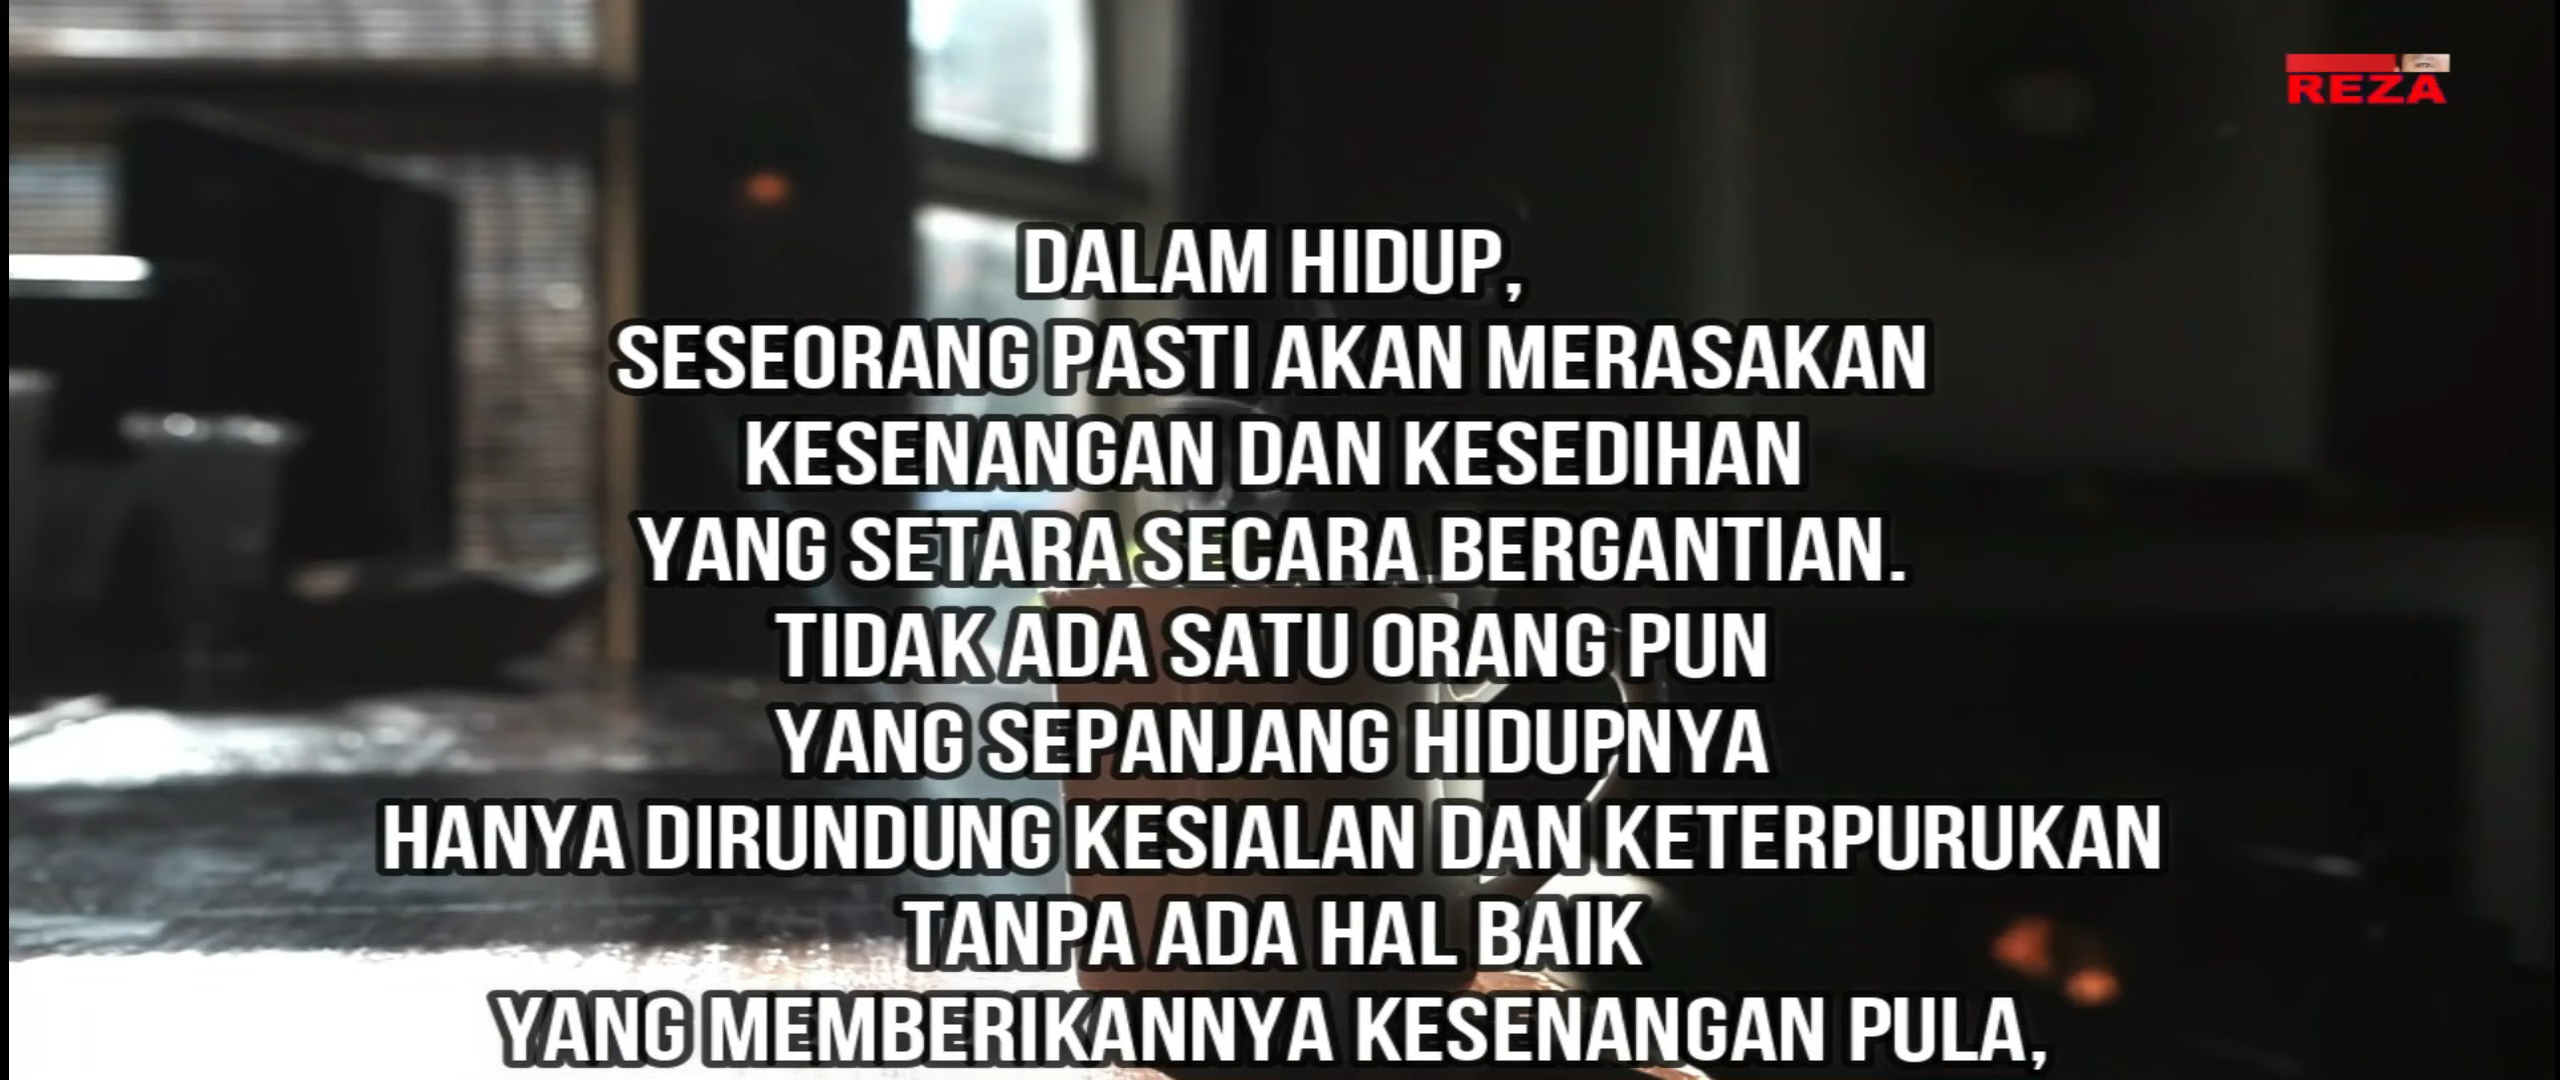 REZA
DALAM HIDUP,
SESEORANG PASTI AKAN MERASAKAN
KESENANGAN DAN KESEDIHAN
YANG SETARA SECARA BERGANTIAN.
TIDAK ADA SATU ORANG PUN
YANG SEPANJANG HIDUPNYA
HANYA DIRUNDUNG KESIALAN DAN KETERPURUKAN
TANPA ADA HAL BAIK
YANG MEMBERIKANNYA KESENANGAN PULA,